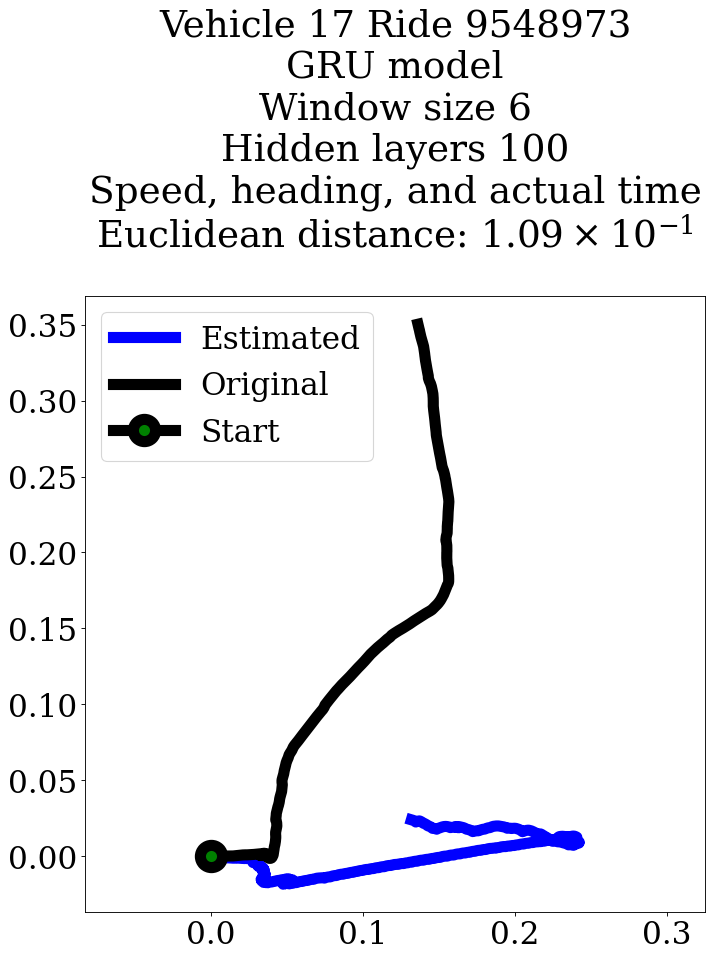 Vehicle 17 Ride 9548973
GRU model
Window size 6
Hidden layers 100
Speed, heading, and actual time
Euclidean distance: 1.09 × 10⁻¹
Estimated
Original
Start
0.35
0.30
0.25
0.20
0.15
0.10
0.05
0.00
0.0 0.1 0.2 0.3